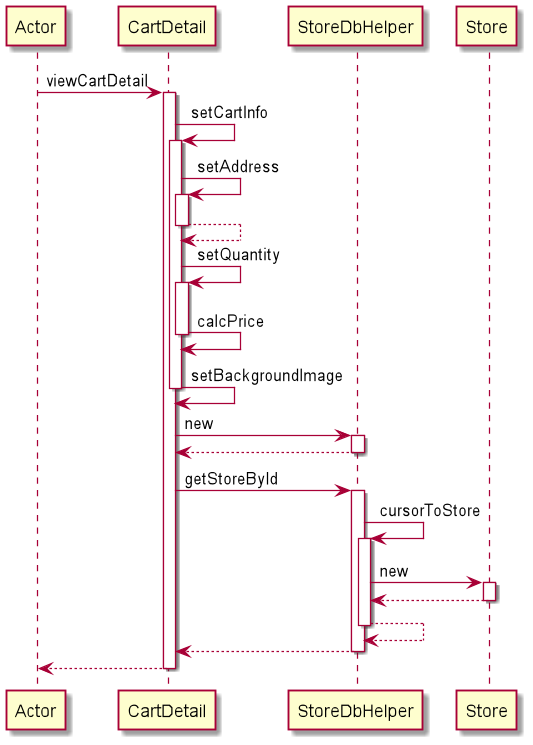 Actor CartDetail StoreDbHelper Store
viewCartDetail
setCartInfo
setAddress
setQuantity
calcPrice
setBackgroundImage
new
getStoreById
cursorToStore
new
Actor CartDetail StoreDbHelper Store